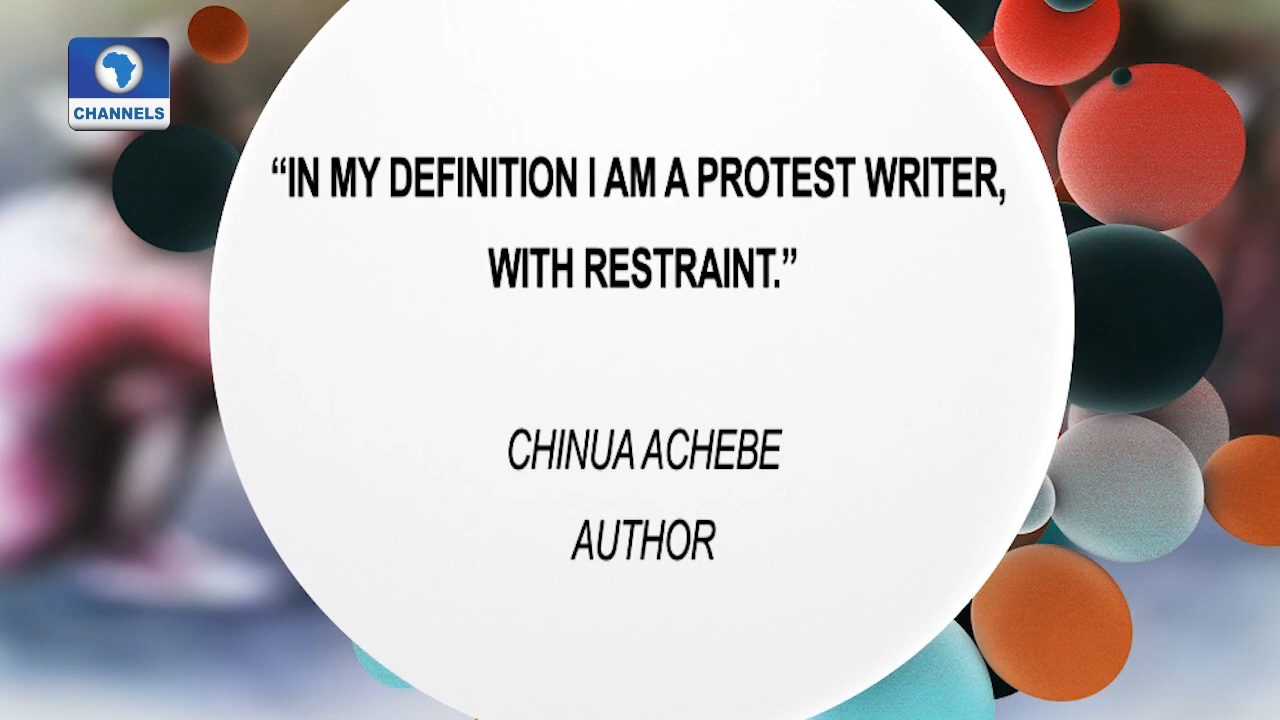 CHANNELS
“IN MY DEFINITION I AM A PROTEST WRITER,
WITH RESTRAINT.”
CHINUA ACHEBE
AUTHOR